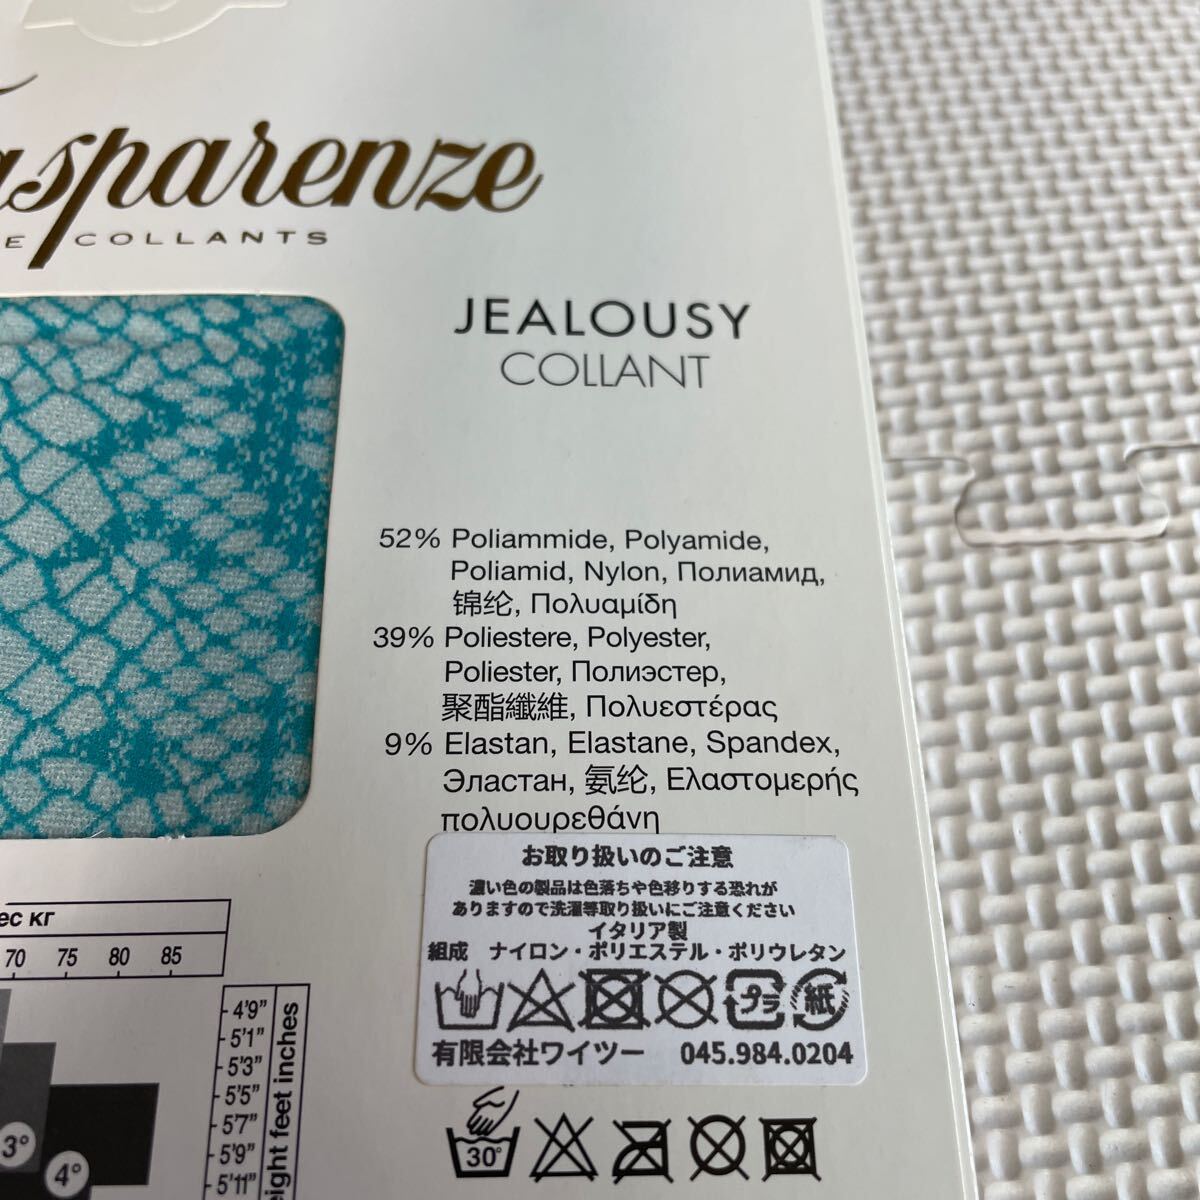 asparenze
E COLLANTS
JEALOUSY
COLLANT
52% Poliammide, Polyamide,
Poliamid, Nylon, Полиамид,
锦纶, Πολυαμίδη
39% Poliestere, Polyester,
Poliester, Полиэстер,
聚酯纖維, Πολυεστέρας
9% Elastan, Elastane, Spandex,
Эластан, 氨纶, Ελαστομερής
πολυουρεθάνη
お取り扱いのご注意
濃い色の製品は色落ちや色移りする恐れが
ありますので洗濯等取り扱いにご注意ください
イタリア製
組成 ナイロン・ポリエステル・ポリウレタン
プラ 紙
有限会社ワイツー 045.984.0204
30°
ес кг
70 75 80 85
4'9"
5'1"
5'3"
5'5"
5'7"
5'9"
5'11"
eight feet inches
3°
4°